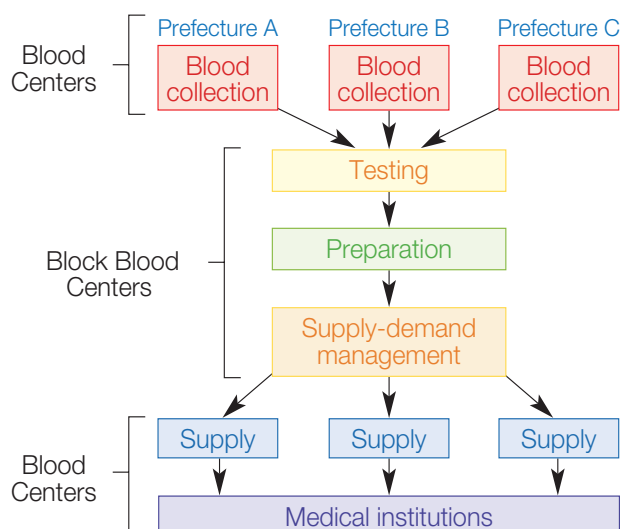 Prefecture A
Prefecture B
Prefecture C
Blood
Centers
Blood
collection
Blood
collection
Blood
collection
Testing
Block Blood
Centers
Preparation
Supply-demand
management
Blood
Centers
Supply
Supply
Supply
Medical institutions